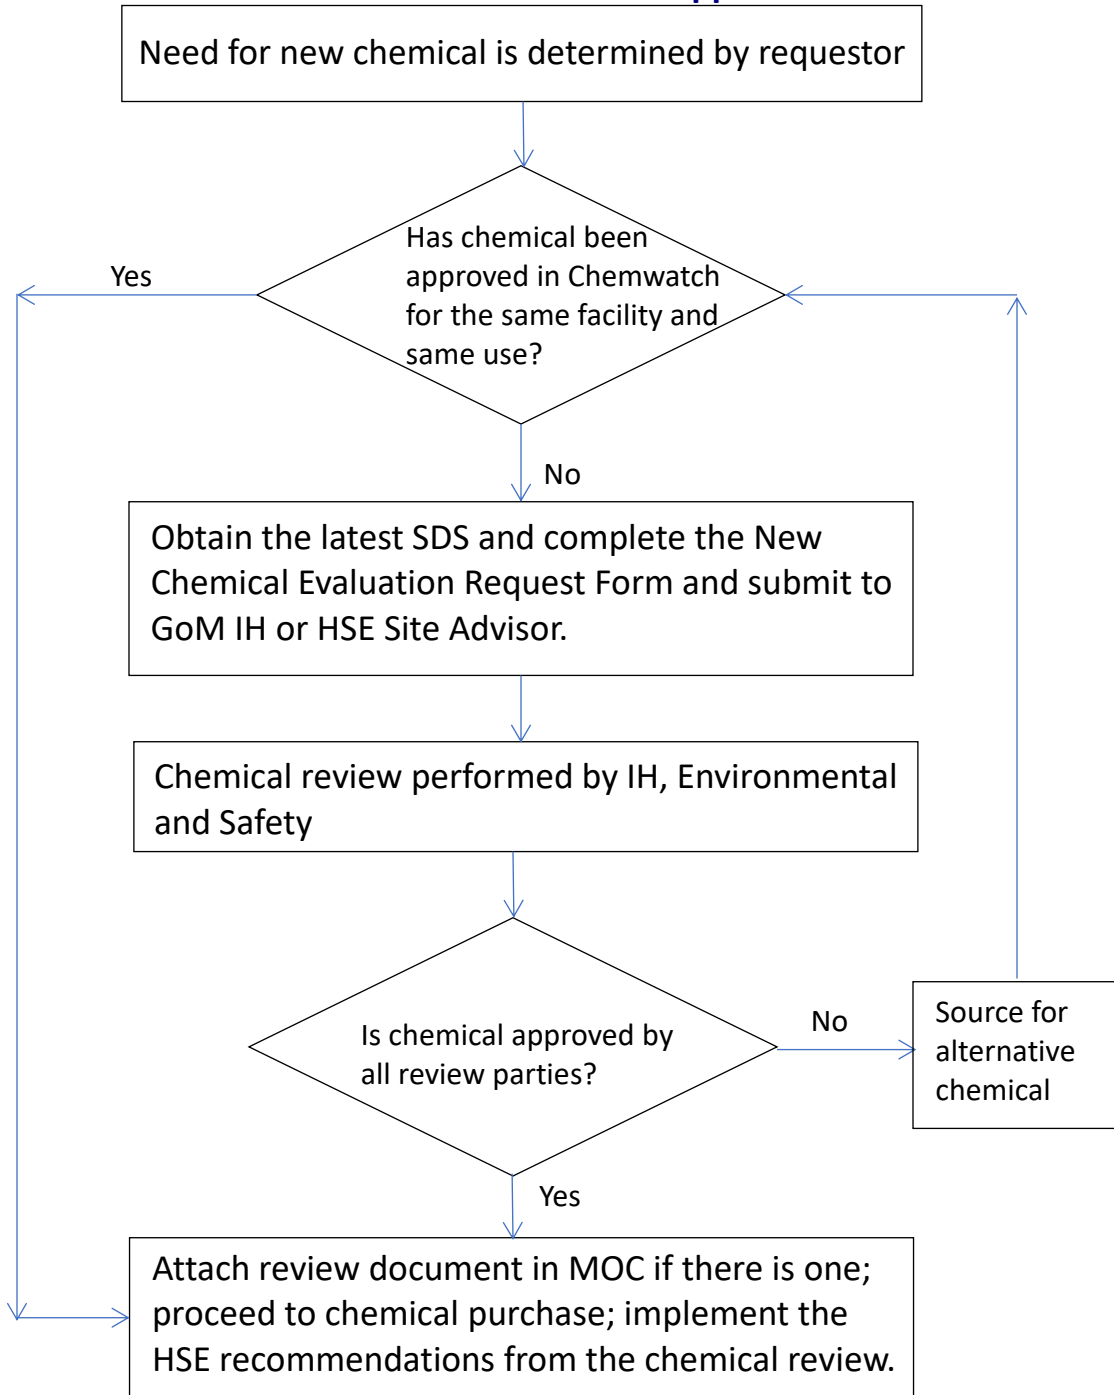 Need for new chemical is determined by requestor
Has chemical been
approved in Chemwatch
for the same facility and
same use?
Yes
No
Obtain the latest SDS and complete the New
Chemical Evaluation Request Form and submit to
GoM IH or HSE Site Advisor.
Chemical review performed by IH, Environmental
and Safety
Is chemical approved by
all review parties?
No
Source for
alternative
chemical
Yes
Attach review document in MOC if there is one;
proceed to chemical purchase; implement the
HSE recommendations from the chemical review.